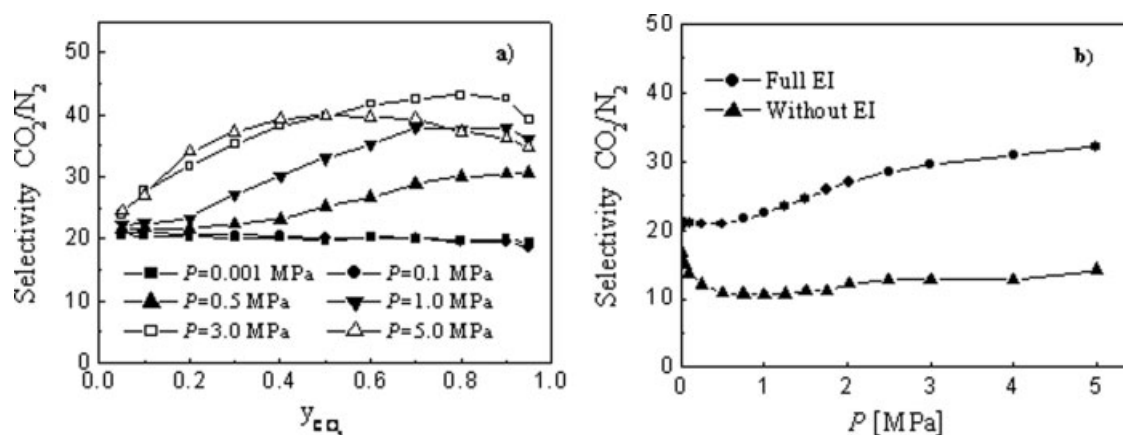 a)
50
40
30
20
10
0
Selectivity CO₂/N₂
P=0.001 MPa
P=0.1 MPa
P=0.5 MPa
P=1.0 MPa
P=3.0 MPa
P=5.0 MPa
0.0 0.2 0.4 0.6 0.8 1.0
y_CO₂
b)
50
40
30
20
10
0
Selectivity CO₂/N₂
Full EI
Without EI
0 1 2 3 4 5
P [MPa]